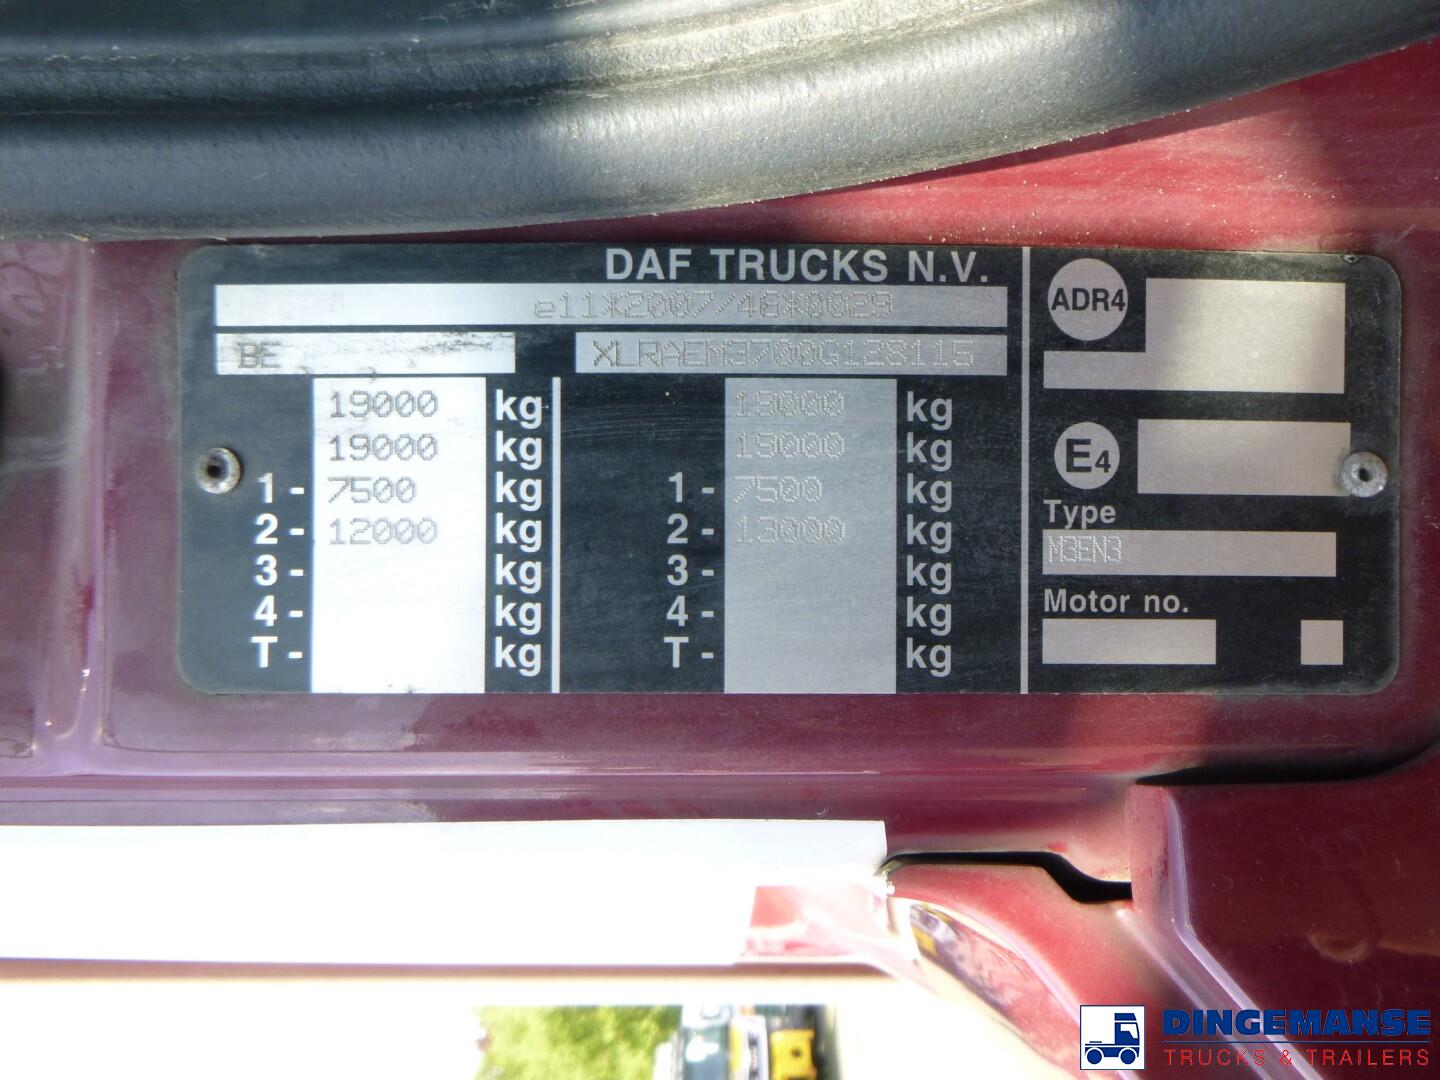 DAF TRUCKS N.V.
e11*2007/46*0029
BE XLRAEM3700G128115
19000 kg 19000 kg
19000 kg 19000 kg
1 - 7500 kg 1 - 7500 kg
2 - 12000 kg 2 - 13000 kg
3 - kg 3 - kg
4 - kg 4 - kg
T - kg T - kg
ADR4
E4
Type
M3EN3
Motor no.
DINGEMANSE
TRUCKS & TRAILERS